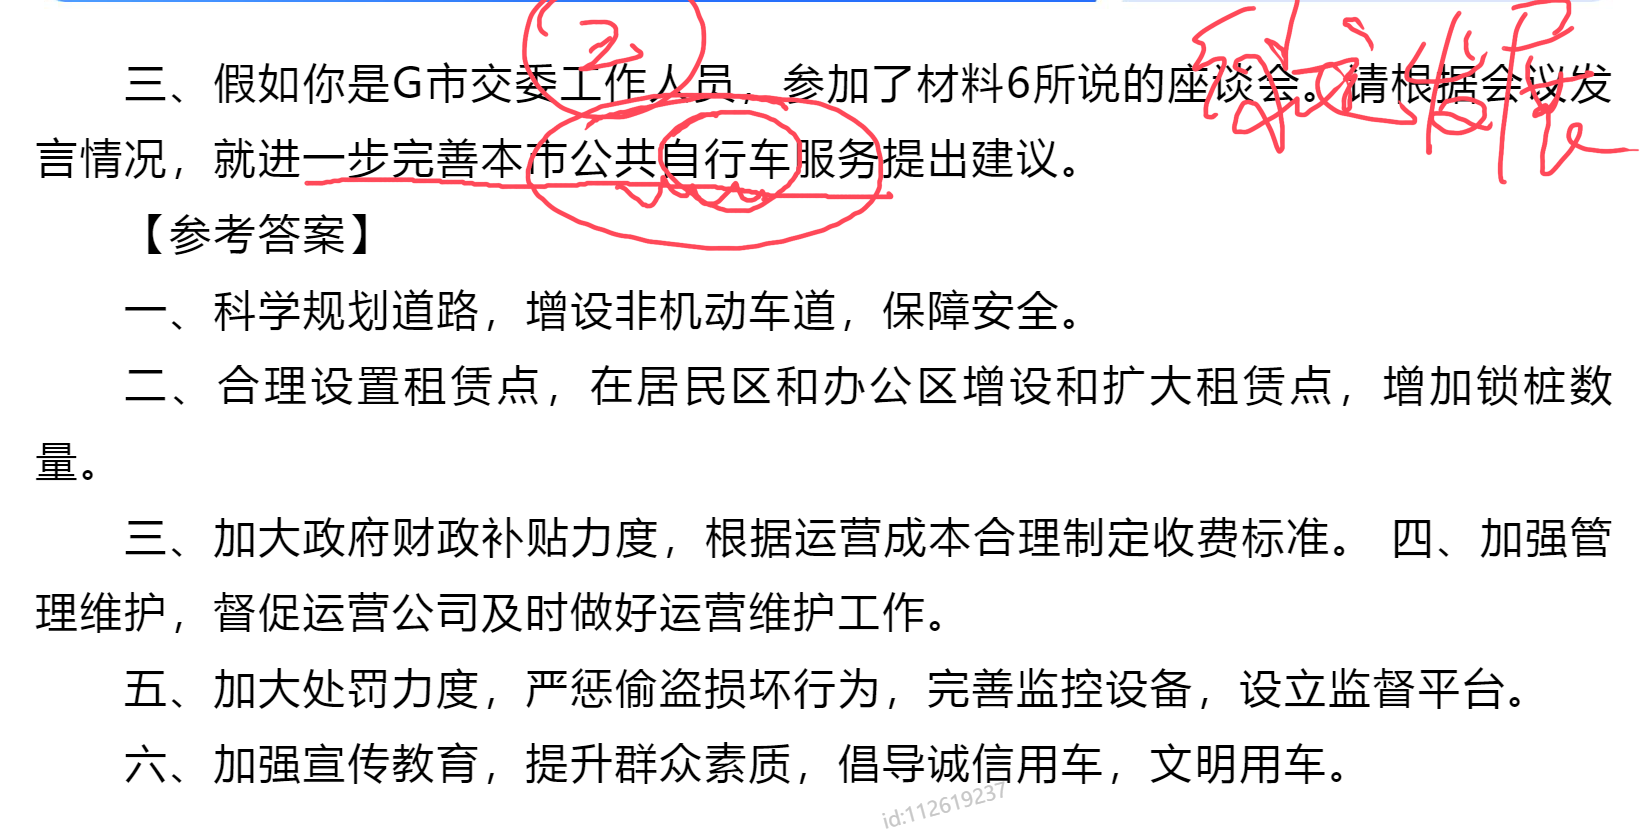 三、假如你是G市交委工作人员，参加了材料6所说的座谈会。请根据会议发
言情况，就进一步完善本市公共自行车服务提出建议。
【参考答案】
一、科学规划道路，增设非机动车道，保障安全。
二、合理设置租赁点，在居民区和办公区增设和扩大租赁点，增加锁桩数
量。
三、加大政府财政补贴力度，根据运营成本合理制定收费标准。 四、加强管
理维护，督促运营公司及时做好运营维护工作。
五、加大处罚力度，严惩偷盗损坏行为，完善监控设备，设立监督平台。
六、加强宣传教育，提升群众素质，倡导诚信用车，文明用车。
id:112619237